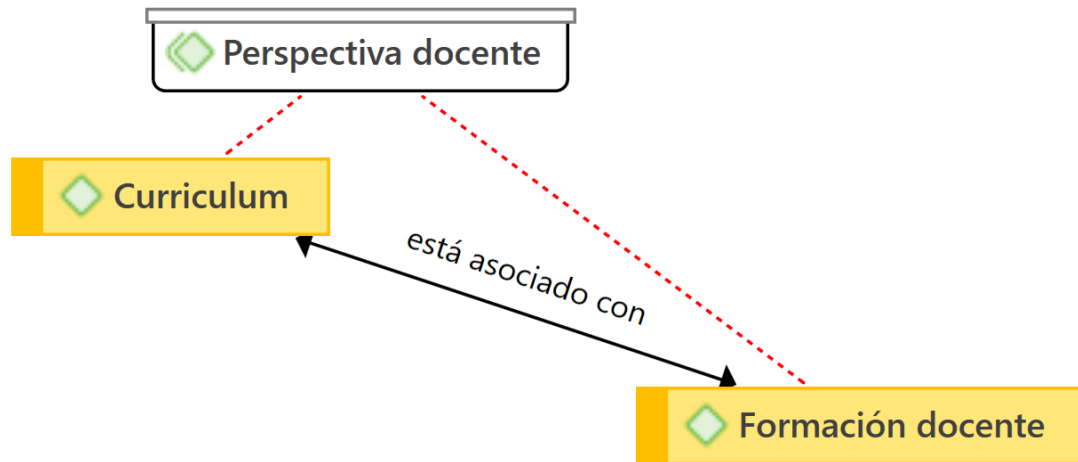 Perspectiva docente
Curriculum
está asociado con
Formación docente